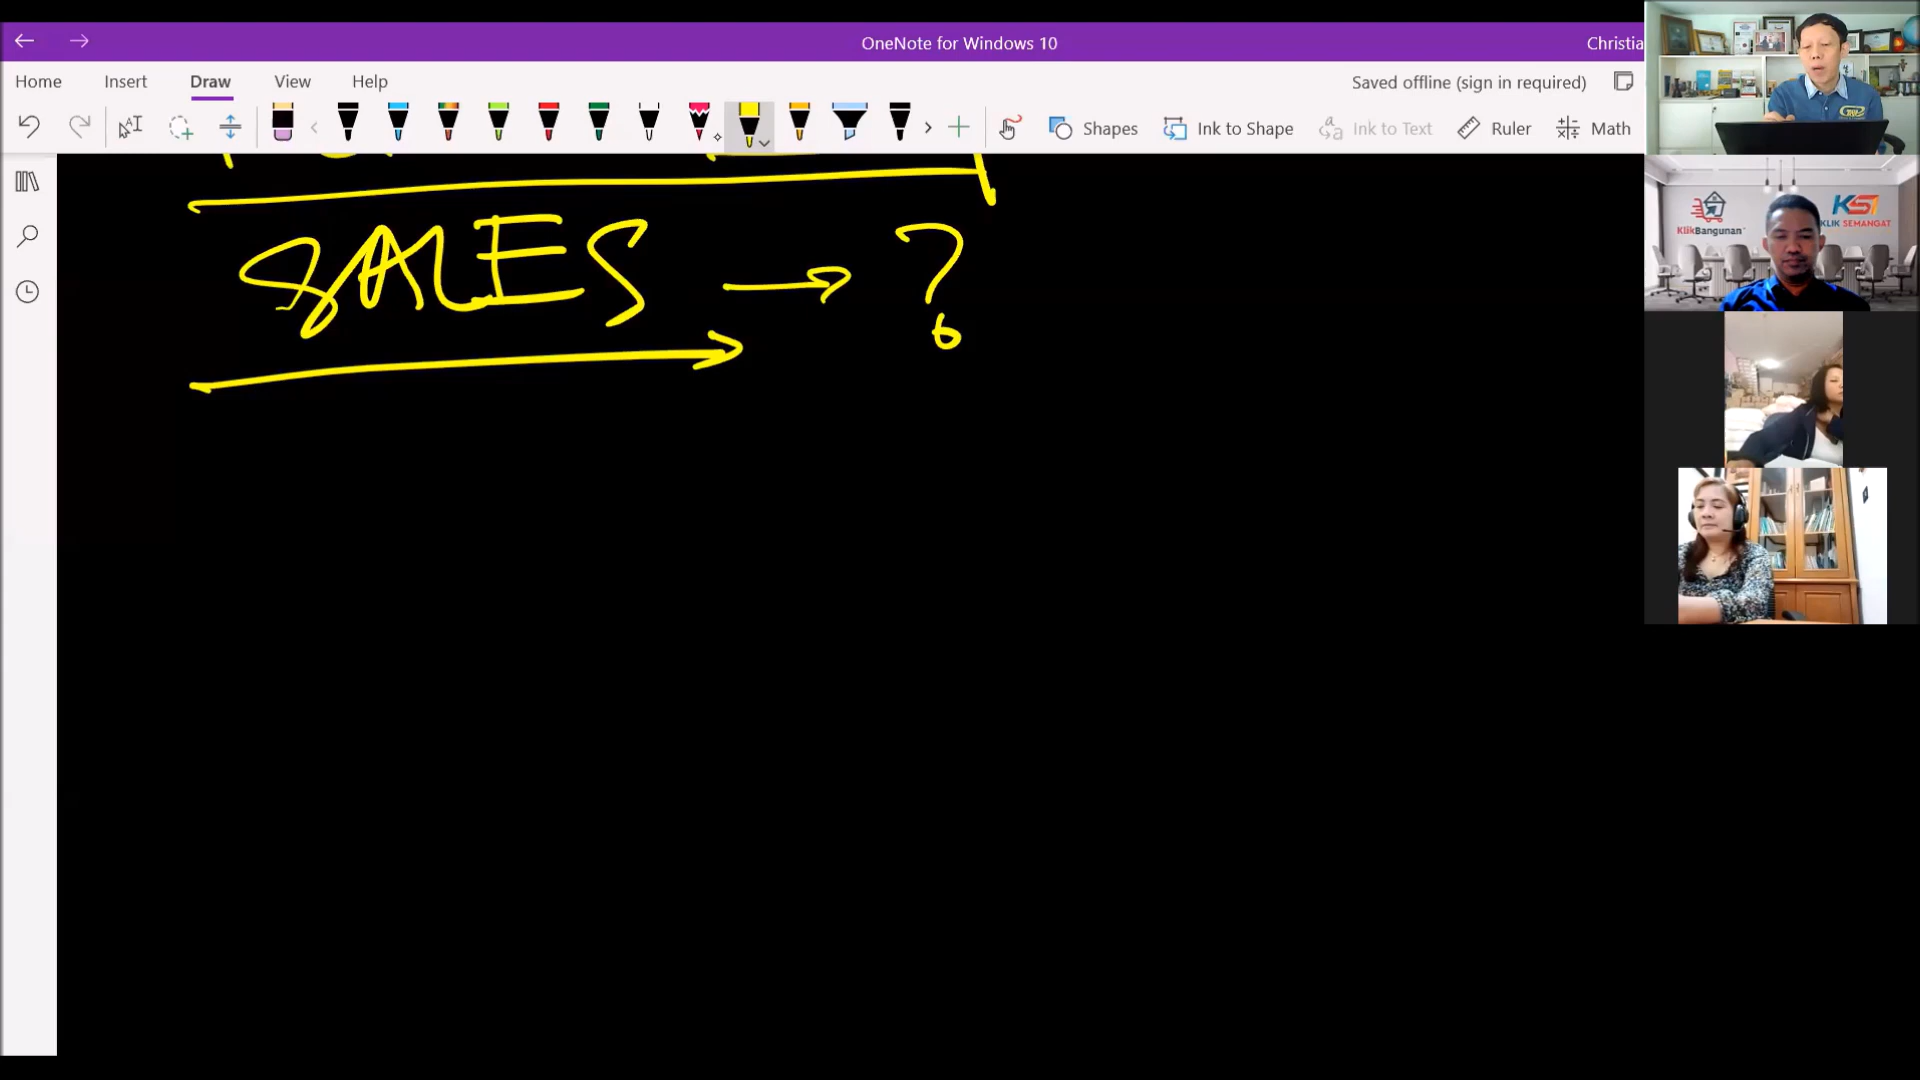 OneNote for Windows 10
Christia
Home Insert Draw View Help
Saved offline (sign in required)
Shapes Ink to Shape Ink to Text Ruler Math
SALES → ?
KlikBangunan
KS1
KLIK SEMANGAT